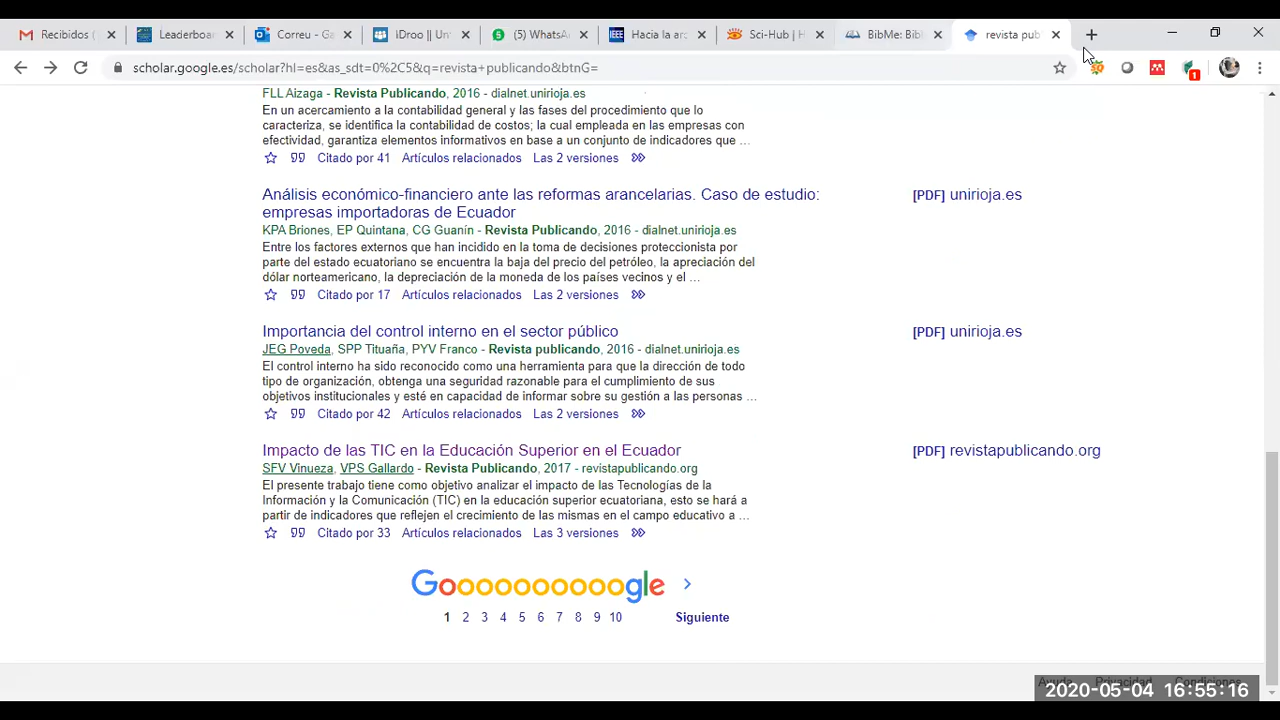 Recibidos (
Leaderboa
Correu - Ga
iDroo || Un
(5) WhatsA
Hacia la arc
Sci-Hub | H
BibMe: Bibl
revista pub
scholar.google.es/scholar?hl=es&as_sdt=0%2C5&q=revista+publicando&btnG=
FLL Aizaga - Revista Publicando, 2016 - dialnet.unirioja.es
En un acercamiento a la contabilidad general y las fases del procedimiento que lo
caracteriza, se identifica la contabilidad de costos; la cual empleada en las empresas con
efectividad, garantiza elementos informativos en base a un conjunto de indicadores que ...
Citado por 41 Artículos relacionados Las 2 versiones
Análisis económico-financiero ante las reformas arancelarias. Caso de estudio:
empresas importadoras de Ecuador
[PDF] unirioja.es
KPA Briones, EP Quintana, CG Guanín - Revista Publicando, 2016 - dialnet.unirioja.es
Entre los factores externos que han incidido en la toma de decisiones proteccionista por
parte del estado ecuatoriano se encuentra la baja del precio del petróleo, la apreciación del
dólar norteamericano, la depreciación de la moneda de los países vecinos y el ...
Citado por 17 Artículos relacionados Las 2 versiones
Importancia del control interno en el sector público
[PDF] unirioja.es
JEG Poveda, SPP Tituaña, PYV Franco - Revista publicando, 2016 - dialnet.unirioja.es
El control interno ha sido reconocido como una herramienta para que la dirección de todo
tipo de organización, obtenga una seguridad razonable para el cumplimiento de sus
objetivos institucionales y esté en capacidad de informar sobre su gestión a las personas ...
Citado por 42 Artículos relacionados Las 2 versiones
Impacto de las TIC en la Educación Superior en el Ecuador
[PDF] revistapublicando.org
SFV Vinueza, VPS Gallardo - Revista Publicando, 2017 - revistapublicando.org
El presente trabajo tiene como objetivo analizar el impacto de las Tecnologías de la
Información y la Comunicación (TIC) en la educación superior ecuatoriana, esto se hará a
partir de indicadores que reflejen el crecimiento de las mismas en el campo educativo a ...
Citado por 33 Artículos relacionados Las 3 versiones
Goooooooooogle
1 2 3 4 5 6 7 8 9 10 Siguiente
Ayuda Privacidad Condiciones
2020-05-04 16:55:16